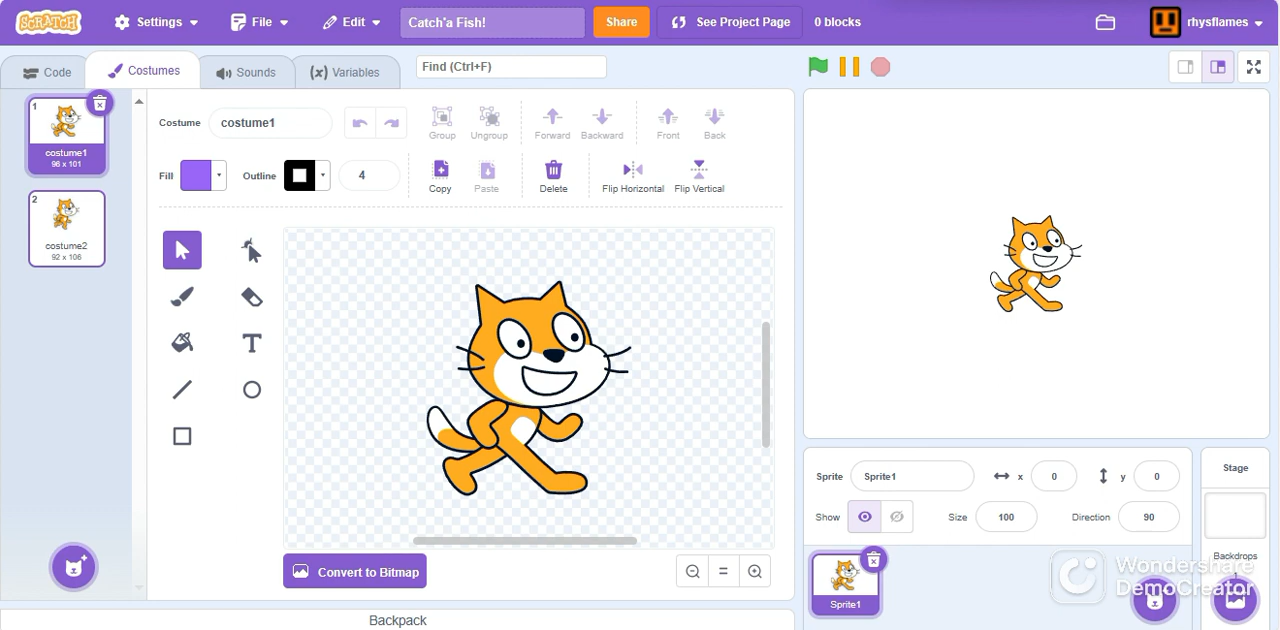 SCRATCH Settings File Edit Catch'a Fish! Share See Project Page 0 blocks rhysflames
Code Costumes Sounds (x) Variables Find (Ctrl+F)
1
costume1
96 x 101
2
costume2
92 x 106
Costume costume1 Group Ungroup Forward Backward Front Back
Fill Outline 4 Copy Paste Delete Flip Horizontal Flip Vertical
T
Convert to Bitmap
Backpack
Sprite Sprite1 x 0 y 0
Show Size 100 Direction 90
Sprite1
Stage
Backdrops
Wondershare
DemoCreator